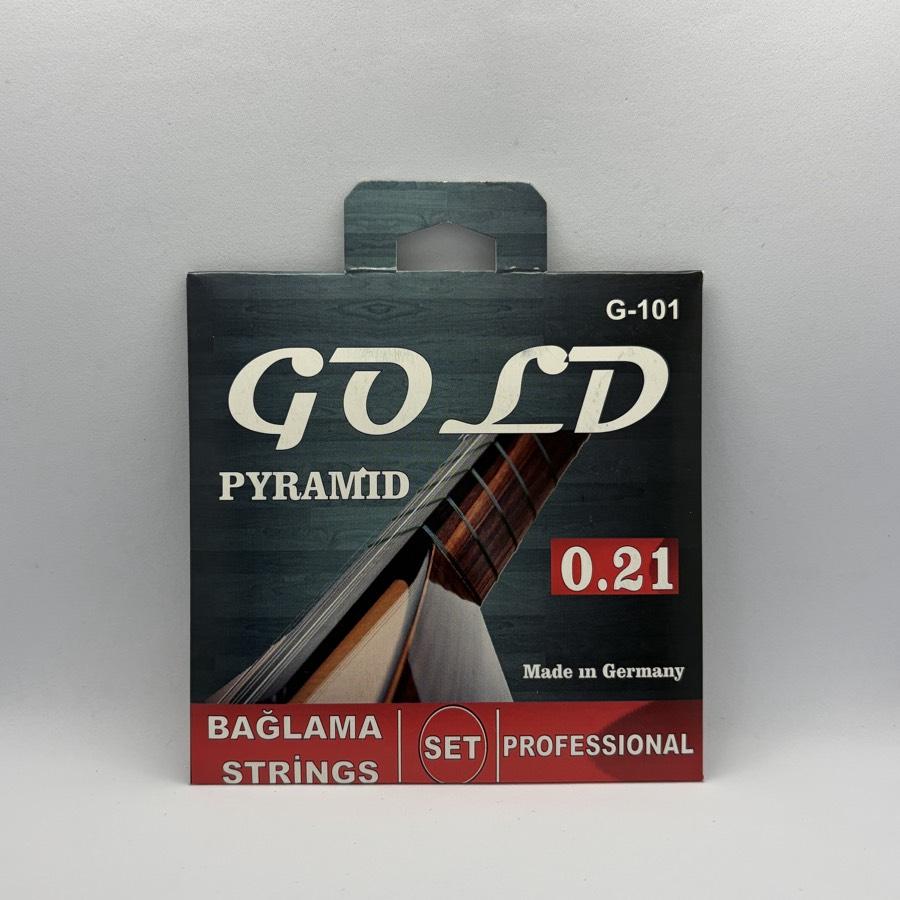 G-101
GOLD
PYRAMİD
0.21
Made ın Germany
BAĞLAMA
STRİNGS
SET
PROFESSIONAL